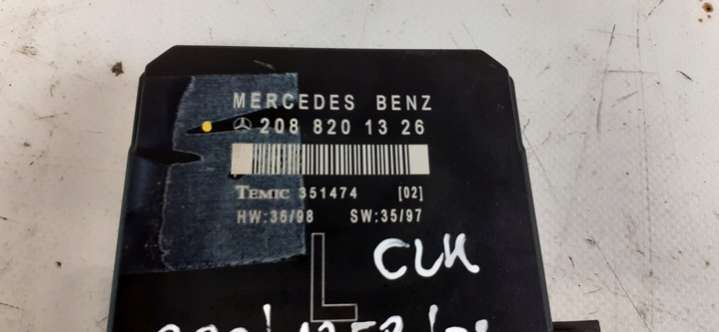 MERCEDES BENZ
208 820 13 26
TEMIC 351474 [02]
HW:36/98 SW:35/97
L
CLK